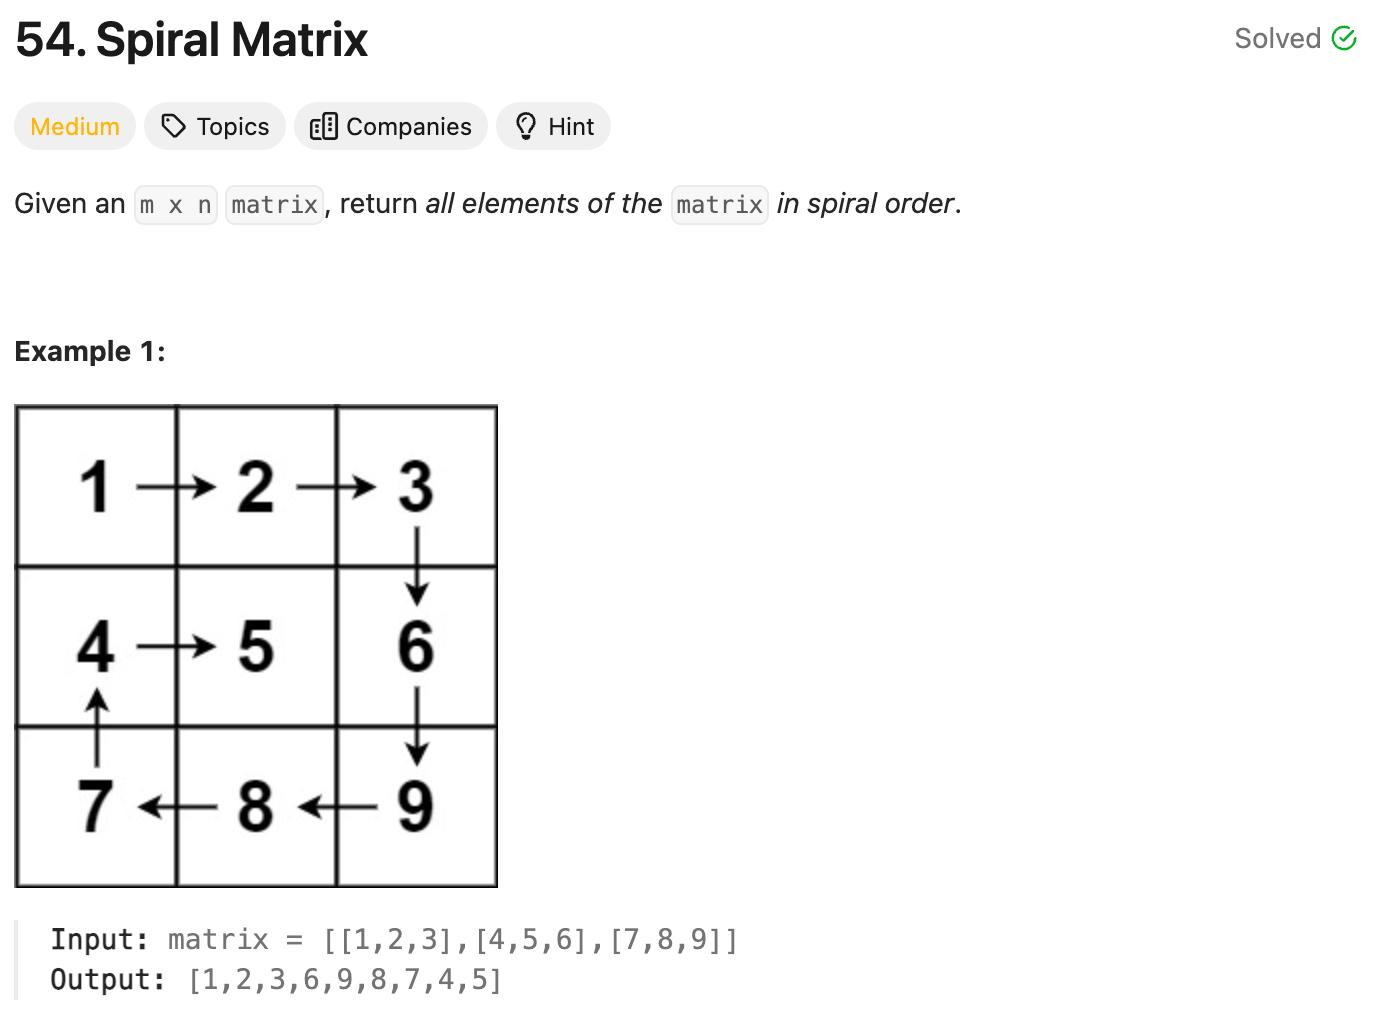 54. Spiral Matrix
Solved
Medium Topics Companies Hint
Given an m x n matrix, return all elements of the matrix in spiral order.
Example 1:
1 2 3
4 5 6
7 8 9
Input: matrix = [[1,2,3],[4,5,6],[7,8,9]]
Output: [1,2,3,6,9,8,7,4,5]